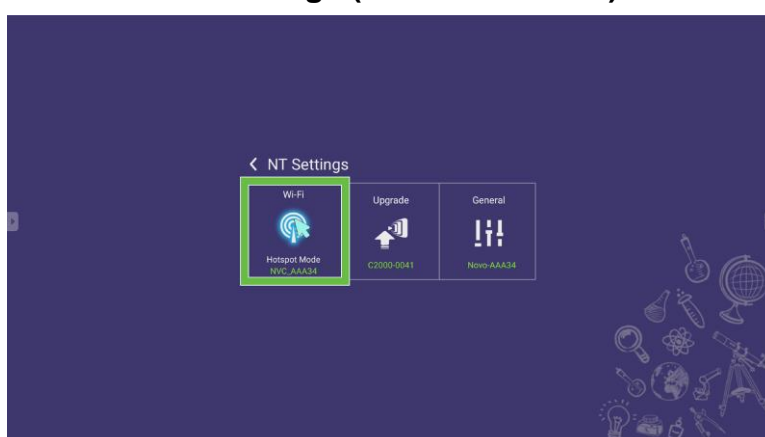 NT Settings
Wi-Fi
Hotspot Mode
NVC_AAA34
Upgrade
C2000-0041
General
Novo-AAA34